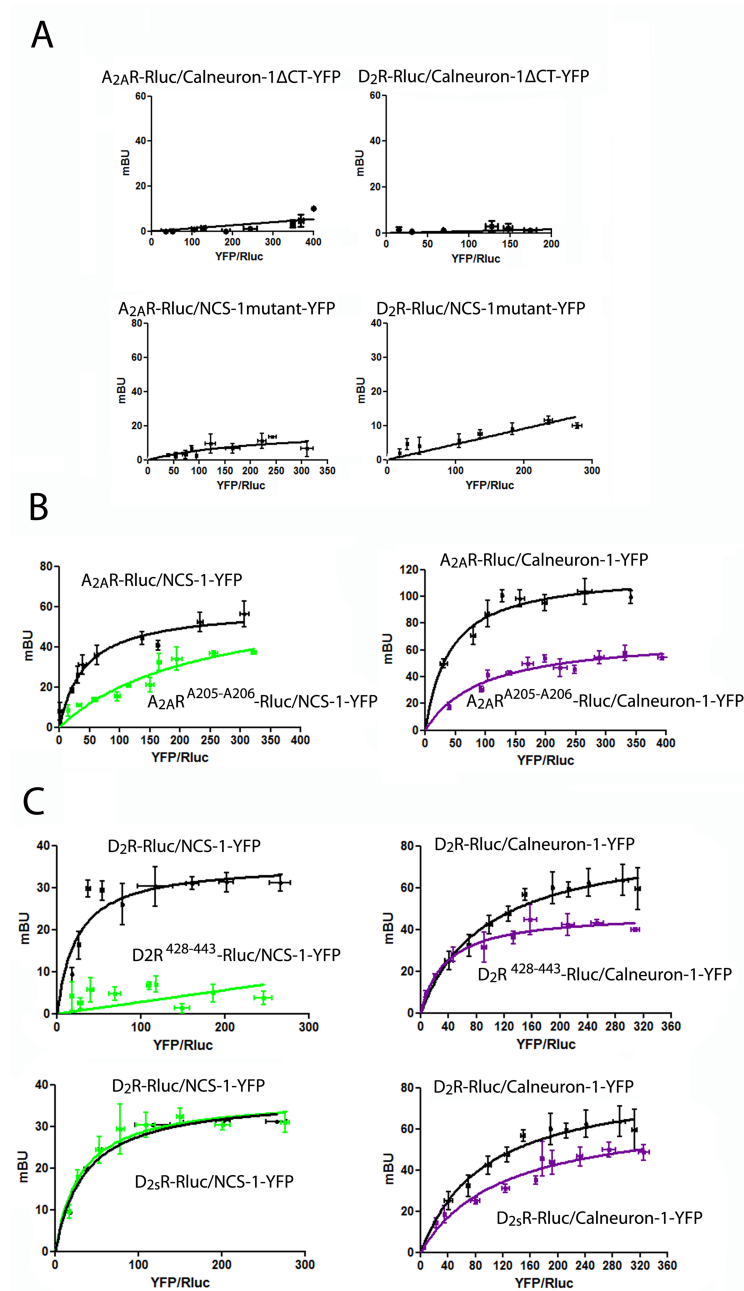 A
A2AR-Rluc/Calneuron-1ΔCT-YFP
D2R-Rluc/Calneuron-1ΔCT-YFP
mBU
60
40
20
0
0 100 200 300 400
YFP/Rluc
mBU
60
40
20
0
0 50 100 150 200
YFP/Rluc
A2AR-Rluc/NCS-1mutant-YFP
D2R-Rluc/NCS-1mutant-YFP
mBU
80
60
40
20
0
0 50 100 150 200 250 300 350
YFP/Rluc
mBU
40
30
20
10
0
0 100 200 300
YFP/Rluc
B
A2AR-Rluc/NCS-1-YFP
mBU
80
60
40
20
0
A2AR A205-A206-Rluc/NCS-1-YFP
0 50 100 150 200 250 300 350 400
YFP/Rluc
A2AR-Rluc/Calneuron-1-YFP
mBU
120
100
80
60
40
20
0
A2AR A205-A206-Rluc/Calneuron-1-YFP
0 50 100 150 200 250 300 350 400
YFP/Rluc
C
D2R-Rluc/NCS-1-YFP
mBU
40
30
20
10
0
D2R 428-443-Rluc/NCS-1-YFP
0 100 200 300
YFP/Rluc
D2R-Rluc/Calneuron-1-YFP
mBU
80
60
40
20
0
D2R 428-443-Rluc/Calneuron-1-YFP
0 40 80 120 160 200 240 280 320 360
YFP/Rluc
D2R-Rluc/NCS-1-YFP
mBU
40
30
20
10
0
D2sR-Rluc/NCS-1-YFP
0 100 200 300
YFP/Rluc
D2R-Rluc/Calneuron-1-YFP
mBU
80
60
40
20
0
D2sR-Rluc/Calneuron-1-YFP
0 40 80 120 160 200 240 280 320 360
YFP/Rluc